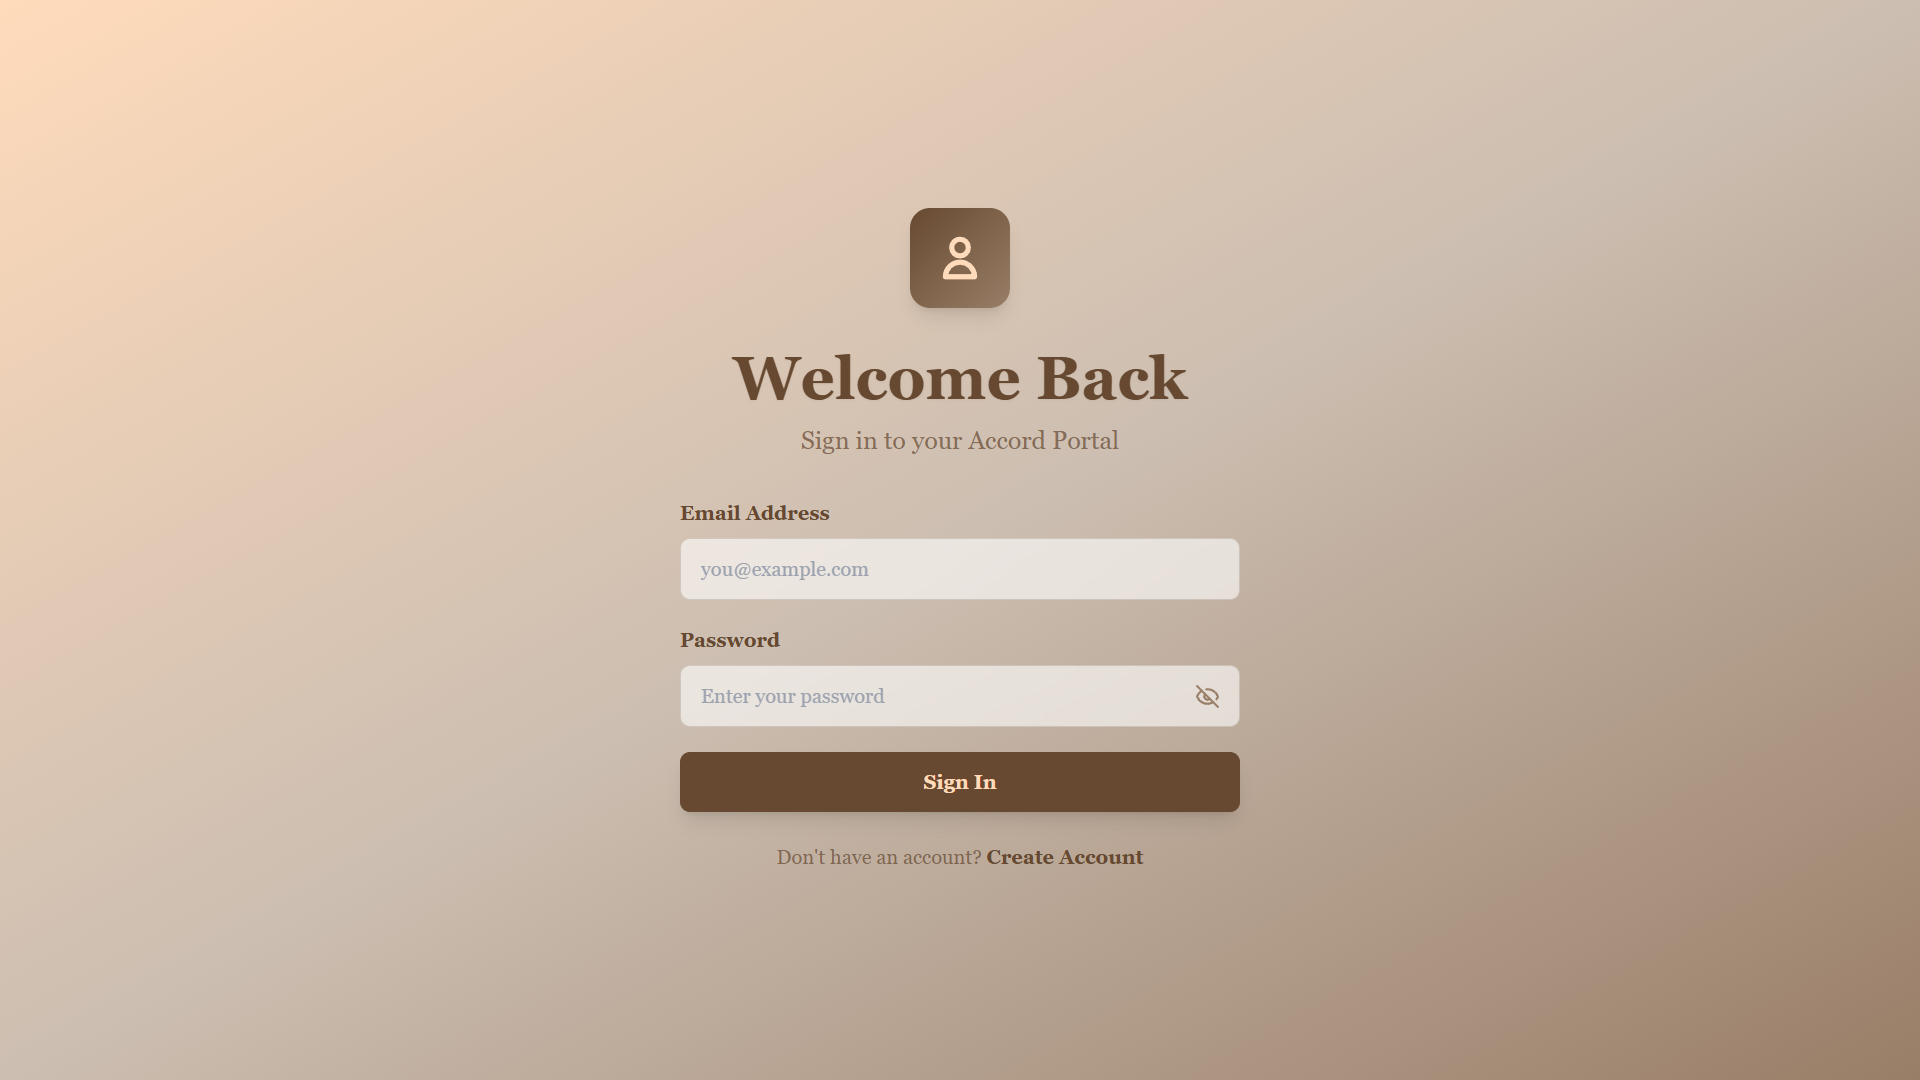 Welcome Back
Sign in to your Accord Portal
Email Address
you@example.com
Password
Enter your password
Sign In
Don't have an account? Create Account